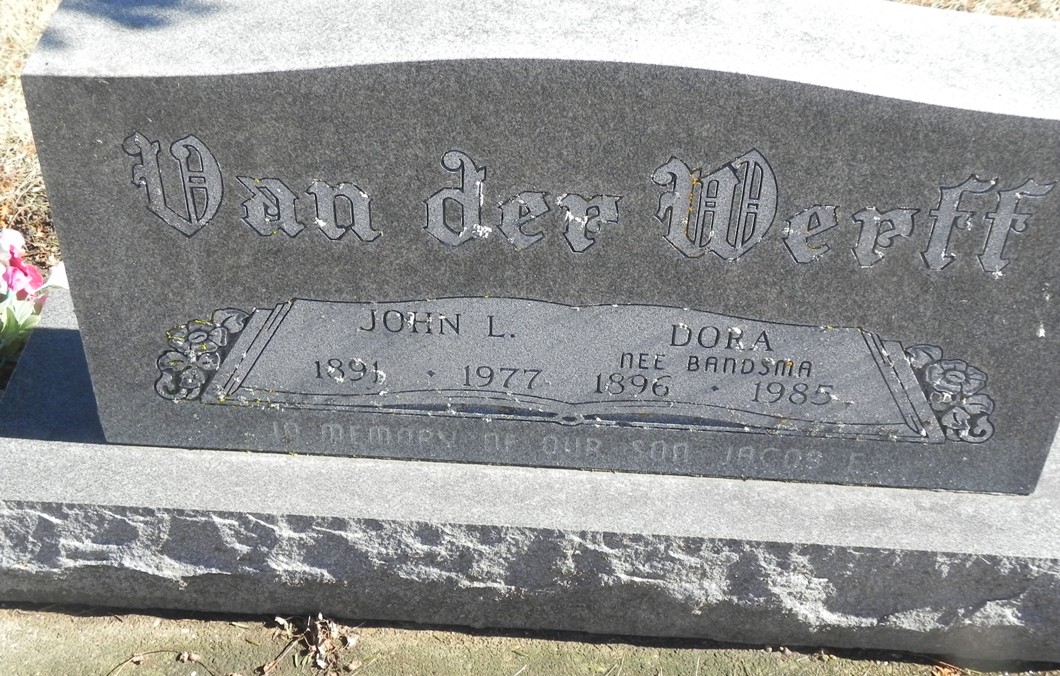 Van der Werff
JOHN L.
1891 · 1977
DORA
NEE BANDSMA
1896 · 1985
IN MEMORY OF OUR SON JACOB F.